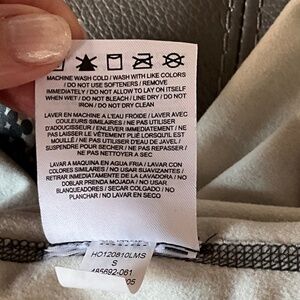 MACHINE WASH COLD / WASH WITH LIKE COLORS
/ DO NOT USE SOFTENERS / REMOVE
IMMEDIATELY / DO NOT ALLOW TO LAY ON ITSELF
WHEN WET / DO NOT BLEACH / LINE DRY / DO NOT
IRON / DO NOT DRY CLEAN
LAVER EN MACHINE A L'EAU FROIDE / LAVER AVEC
COULEURS SIMILAIRES / NE PAS UTILISER
D'ADOUCISSEUR / ENLEVER IMMEDIATEMENT / NE
PAS LAISSER LE VÊTEMENT PLIÉ LORSQU'IL EST
MOUILLÉ / NE PAS UTILISER D'EAU DE JAVEL /
SUSPENDRE POUR SECHER / NE PAS REPASSER /
NE PAS NETTOYER A SEC
LAVAR A MAQUINA EN AGUA FRIA / LAVAR CON
COLORES SIMILARES / NO USAR SUAVIZANTES /
RETIRAR INMEDIATAMENTE DE LA LAVADORA / NO
DOBLAR PRENDA MOJADA / NO USAR
BLANQUEADORES / SECAR COLGADO / NO
PLANCHAR / NO LAVAR EN SECO
HO120810LMS
S
485692-061
05